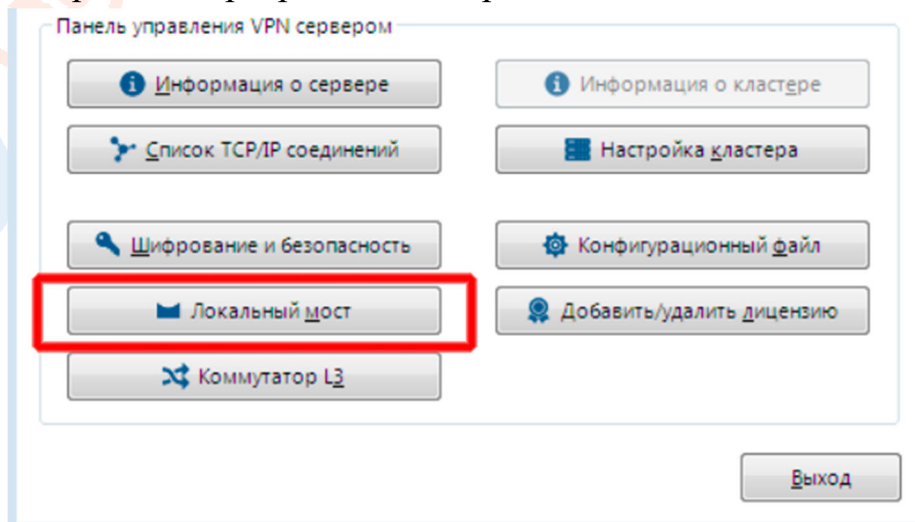 Панель управления VPN сервером
Информация о сервере
Информация о кластере
Список TCP/IP соединений
Настройка кластера
Шифрование и безопасность
Конфигурационный файл
Локальный мост
Добавить/удалить лицензию
Коммутатор L3
Выход